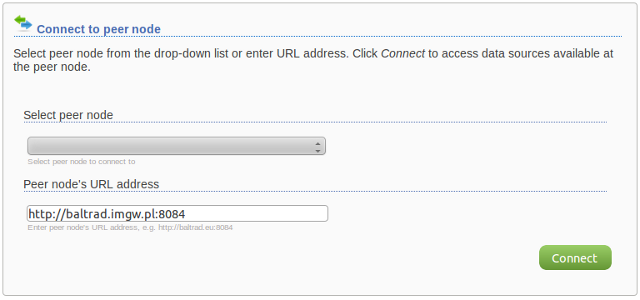 Connect to peer node
Select peer node from the drop-down list or enter URL address. Click Connect to access data sources available at
the peer node.
Select peer node
Select peer node to connect to
Peer node's URL address
http://baltrad.imgw.pl:8084
Enter peer node's URL address, e.g. http://baltrad.eu:8084
Connect